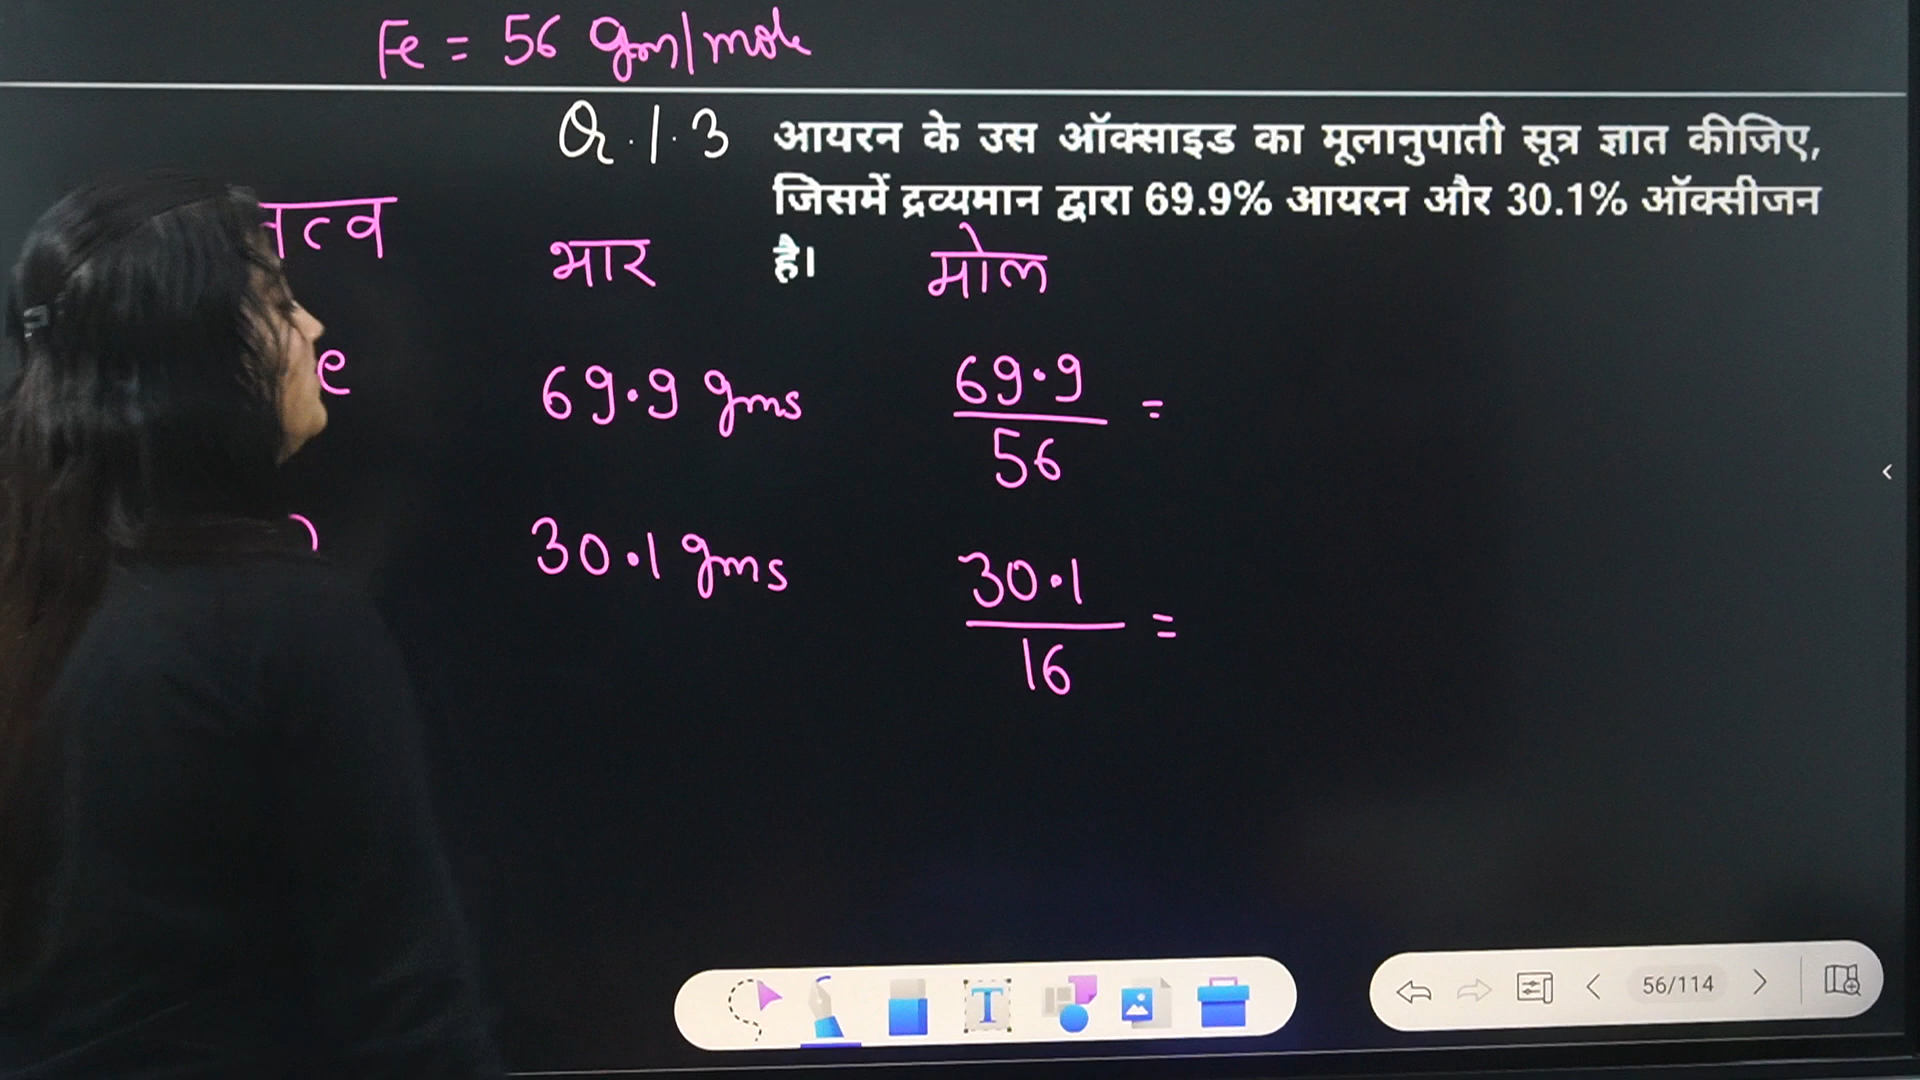 Fe = 56 gm/mole
Q.1.3 आयरन के उस ऑक्साइड का मूलानुपाती सूत्र ज्ञात कीजिए,
जिसमें द्रव्यमान द्वारा 69.9% आयरन और 30.1% ऑक्सीजन
है।
तत्व भार मोल
e 69.9 gms 69.9/56 =
30.1 gms 30.1/16 =
56/114